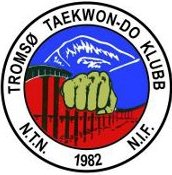 TROMSØ TAEKWON-DO KLUBB
N.T.N. 1982 N.I.F.